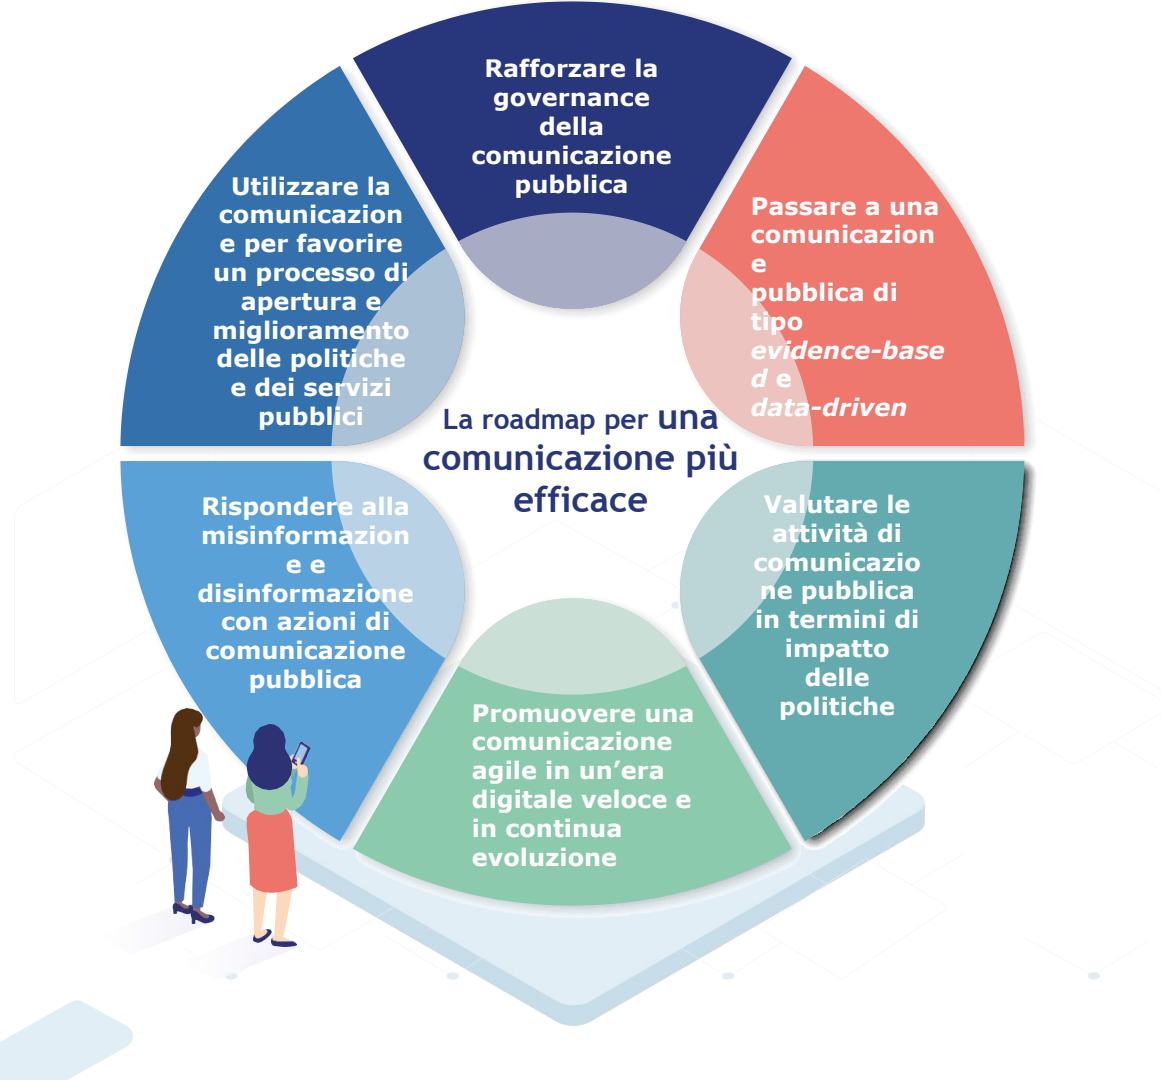 Rafforzare la
governance
della
comunicazione
pubblica
Passare a una
comunicazion
e
pubblica di
tipo
evidence-base
d e
data-driven
Valutare le
attività di
comunicazio
ne pubblica
in termini di
impatto
delle
politiche
Promuovere una
comunicazione
agile in un’era
digitale veloce e
in continua
evoluzione
Rispondere alla
misinformazion
e e
disinformazione
con azioni di
comunicazione
pubblica
Utilizzare la
comunicazion
e per favorire
un processo di
apertura e
miglioramento
delle politiche
e dei servizi
pubblici
La roadmap per una
comunicazione più
efficace